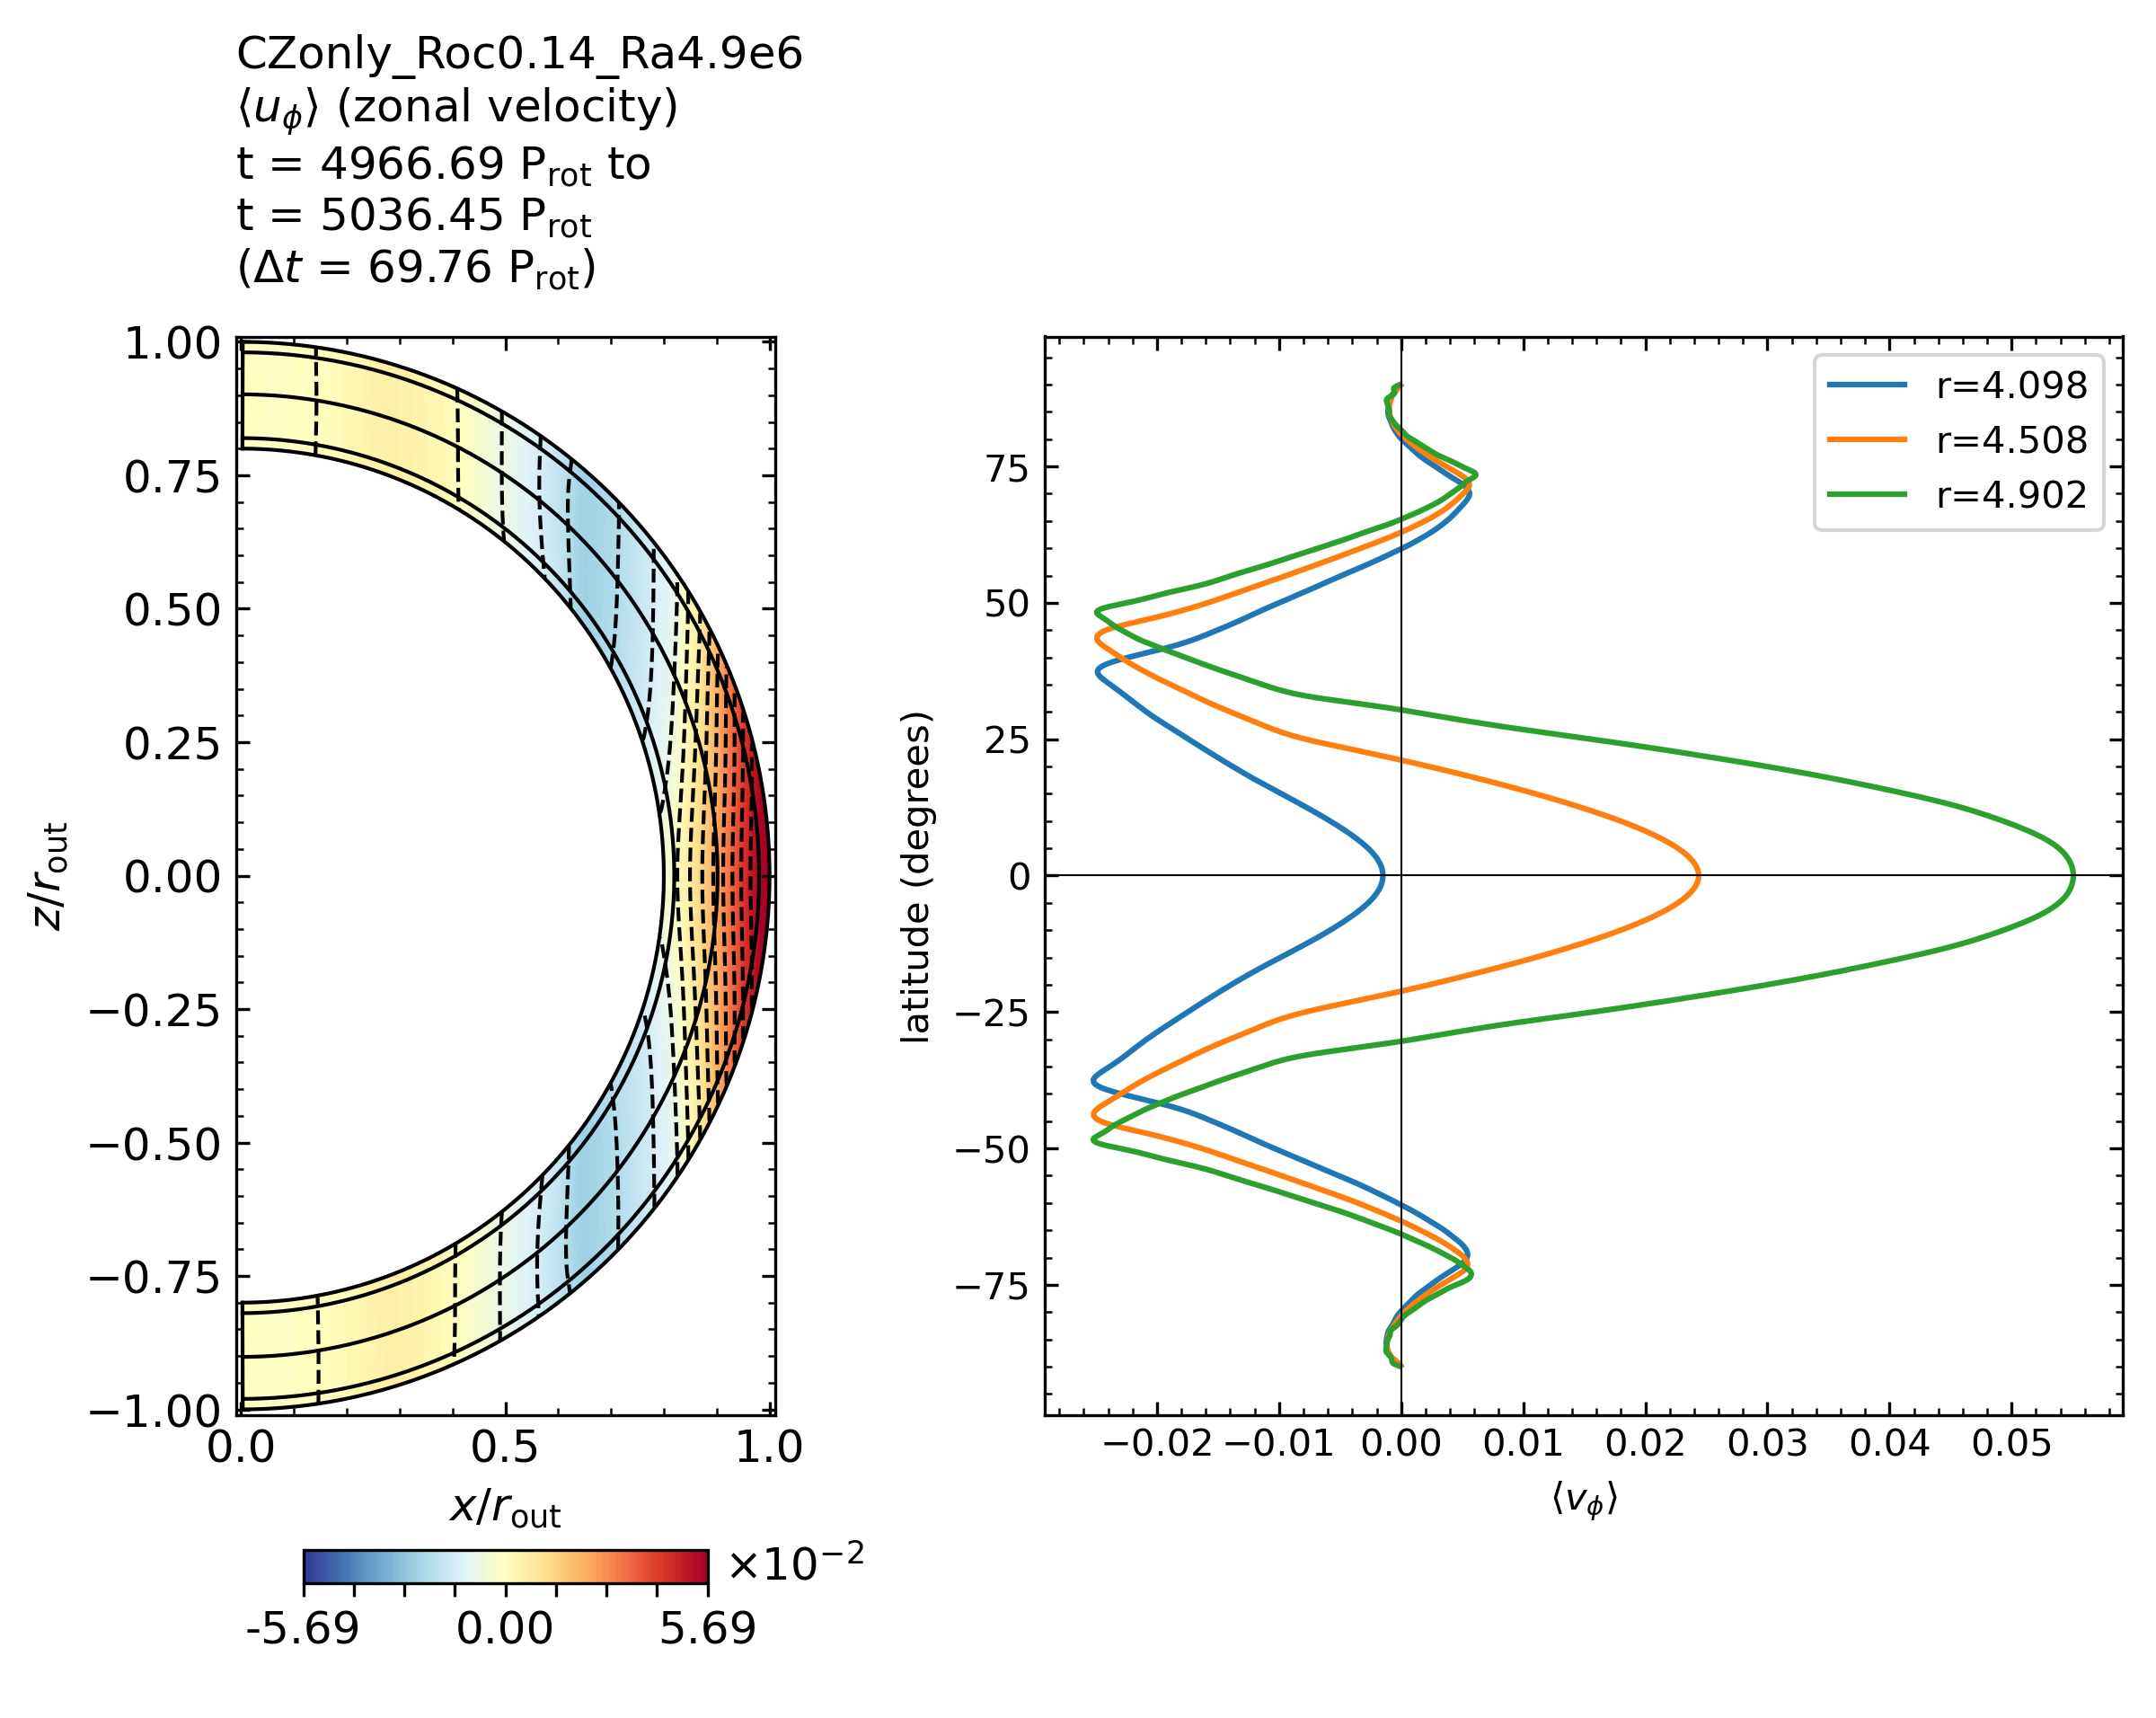 CZonly_Roc0.14_Ra4.9e6
⟨u_ϕ⟩ (zonal velocity)
t = 4966.69 P_rot to
t = 5036.45 P_rot
(Δt = 69.76 P_rot)
1.00
0.75
0.50
0.25
0.00
−0.25
−0.50
−0.75
−1.00
z/r_out
0.0
0.5
1.0
x/r_out
×10^−2
-5.69
0.00
5.69
r=4.098
r=4.508
r=4.902
75
50
25
0
−25
−50
−75
latitude (degrees)
−0.02
−0.01
0.00
0.01
0.02
0.03
0.04
0.05
⟨v_ϕ⟩